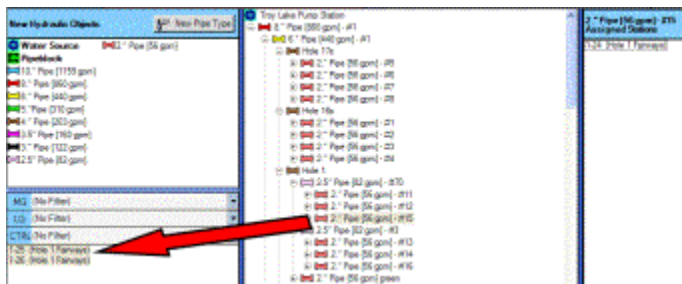 New Hydraulic Objects
New Pipe Type
Water Source
2." Pipe (56 gpm)
Pipeblock
10." Pipe (1159 gpm)
8." Pipe (860 gpm)
6." Pipe (440 gpm)
5." Pipe (310 gpm)
4." Pipe (203 gpm)
3.5" Pipe (160 gpm)
3." Pipe (122 gpm)
2.5" Pipe (82 gpm)
MG (No Filter)
LG (No Filter)
CTRL (No Filter)
1-25 (Hole 1 Fairways)
1-26 (Hole 1 Fairways)
Troy Lake Pump Station
8." Pipe (860 gpm) - #1
6." Pipe (440 gpm) - #1
Hole 17s
2." Pipe (56 gpm) - #5
2." Pipe (56 gpm) - #6
2." Pipe (56 gpm) - #7
2." Pipe (56 gpm) - #8
Hole 16s
2." Pipe (56 gpm) - #1
2." Pipe (56 gpm) - #2
2." Pipe (56 gpm) - #3
2." Pipe (56 gpm) - #4
Hole 1
2.5" Pipe (82 gpm) - #70
2." Pipe (56 gpm) - #11
2." Pipe (56 gpm) - #12
2." Pipe (56 gpm) - #15
2.5" Pipe (82 gpm) - #3
2." Pipe (56 gpm) - #13
2." Pipe (56 gpm) - #14
2." Pipe (56 gpm) - #16
2." Pipe (56 gpm) green
2." Pipe (56 gpm) - #15
Assigned Stations
1-24 (Hole 1 Fairways)